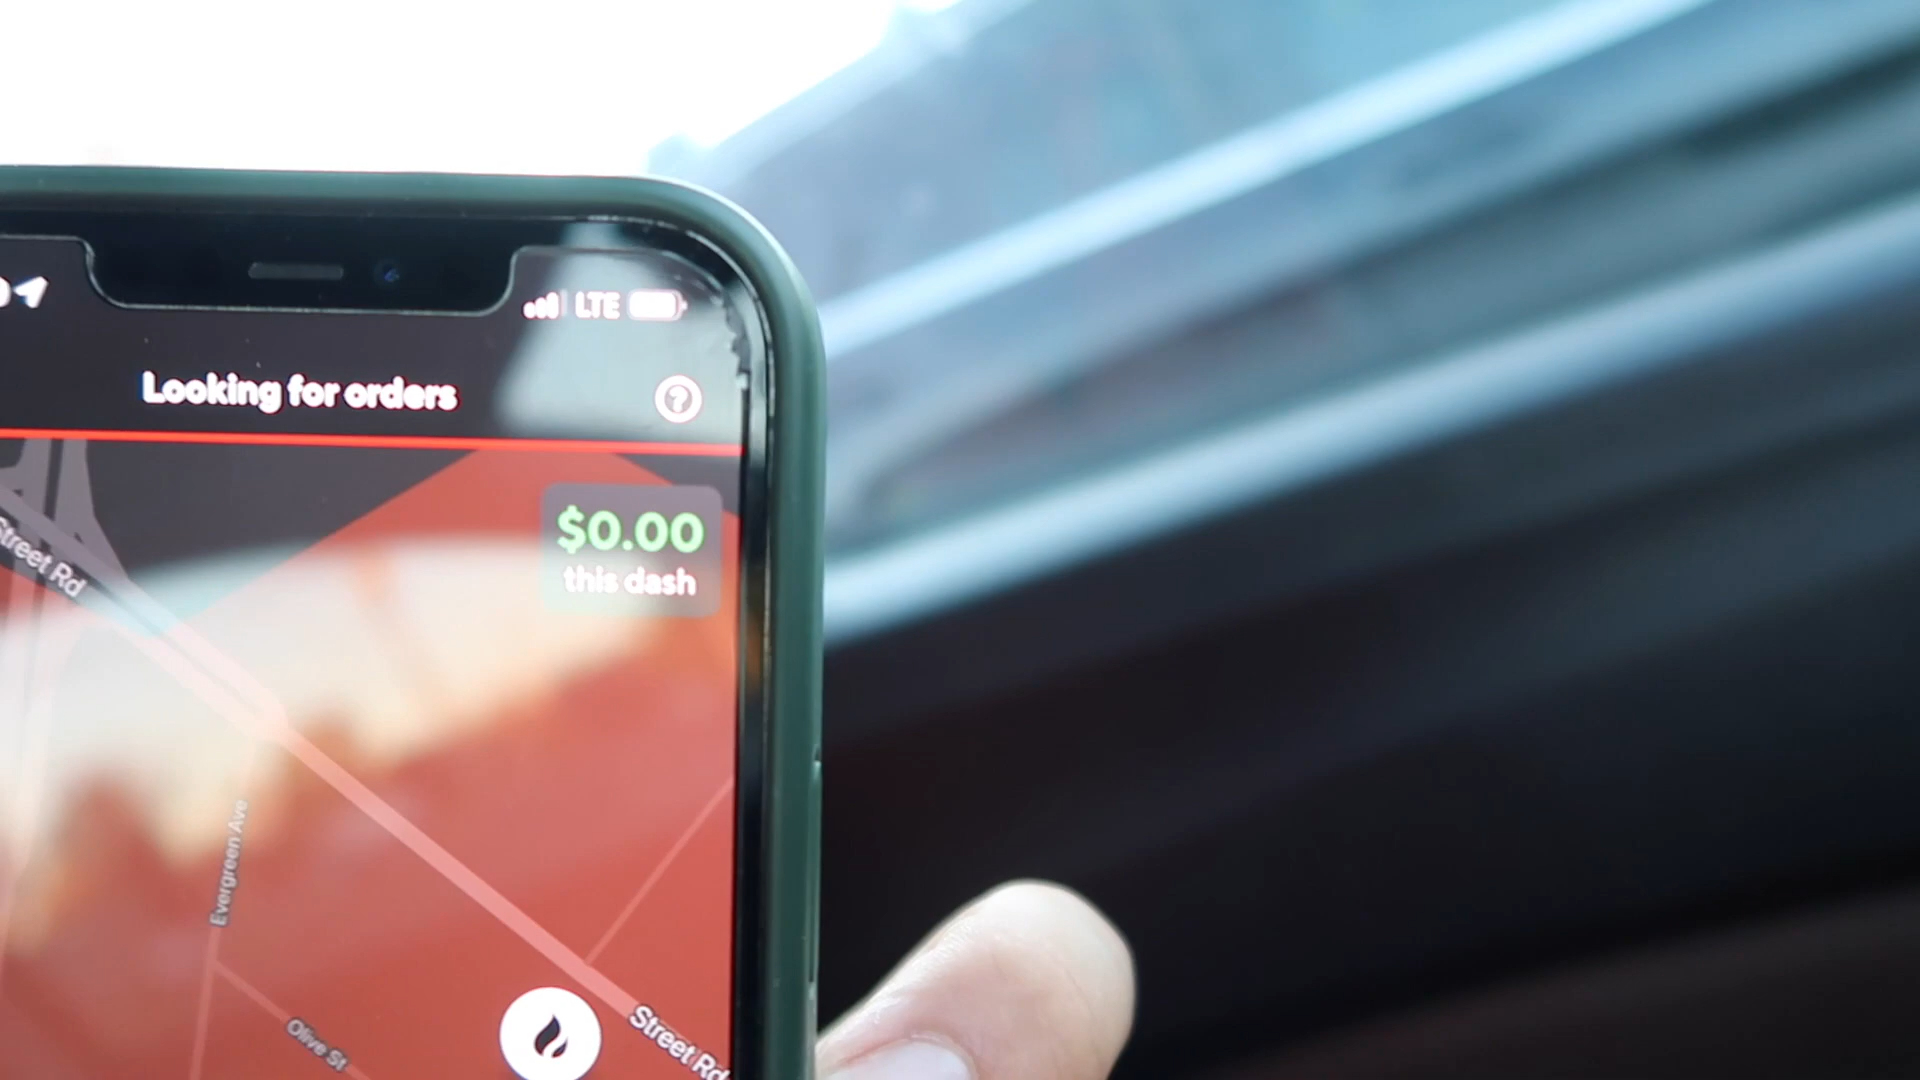 LTE
Looking for orders
?
$0.00
this dash
Street Rd
Evergreen Ave
Olive St
Street Rd